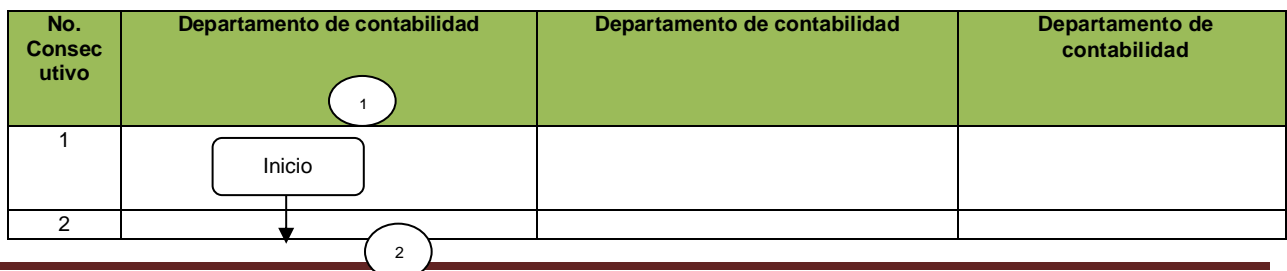 No.
Consec
utivo
Departamento de contabilidad
Departamento de contabilidad
Departamento de
contabilidad
1
1
Inicio
2
2